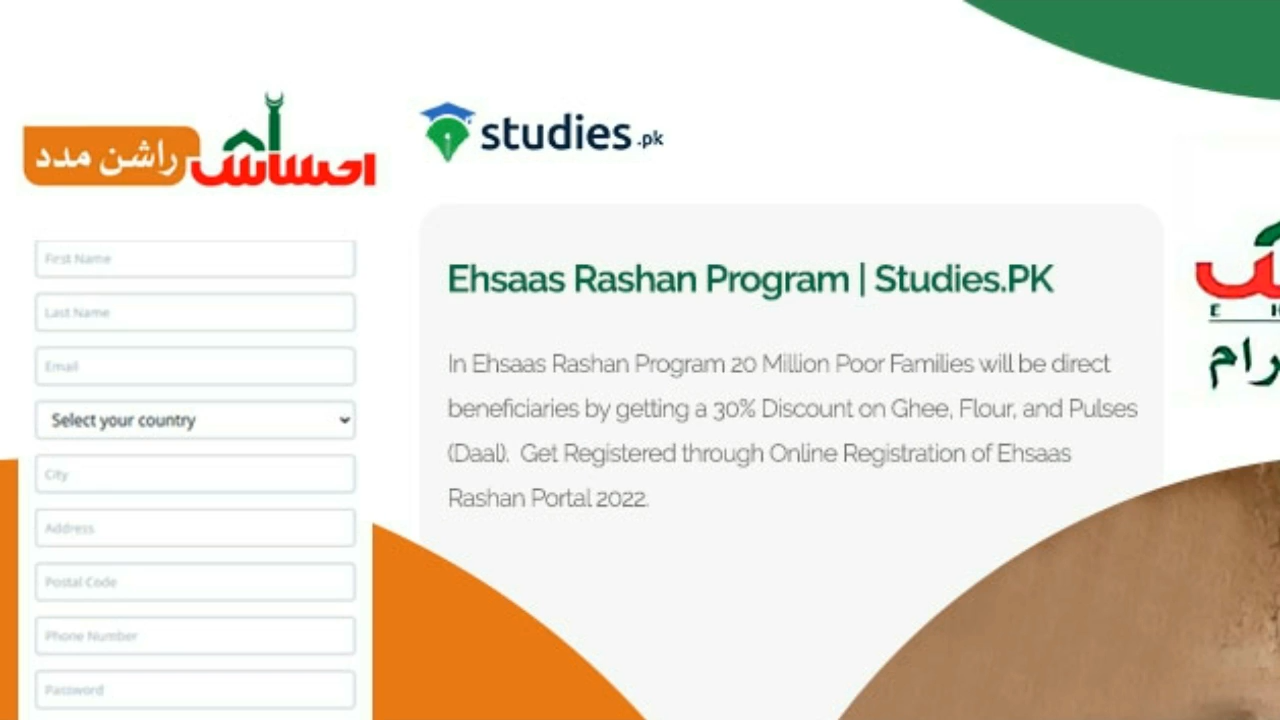 راشن مدد
احساس
First Name
Last Name
Email
Select your country
City
Address
Postal Code
Phone Number
Password
studies.pk
Ehsaas Rashan Program | Studies.PK
In Ehsaas Rashan Program 20 Million Poor Families will be direct
beneficiaries by getting a 30% Discount on Ghee, Flour, and Pulses
(Daal). Get Registered through Online Registration of Ehsaas
Rashan Portal 2022.